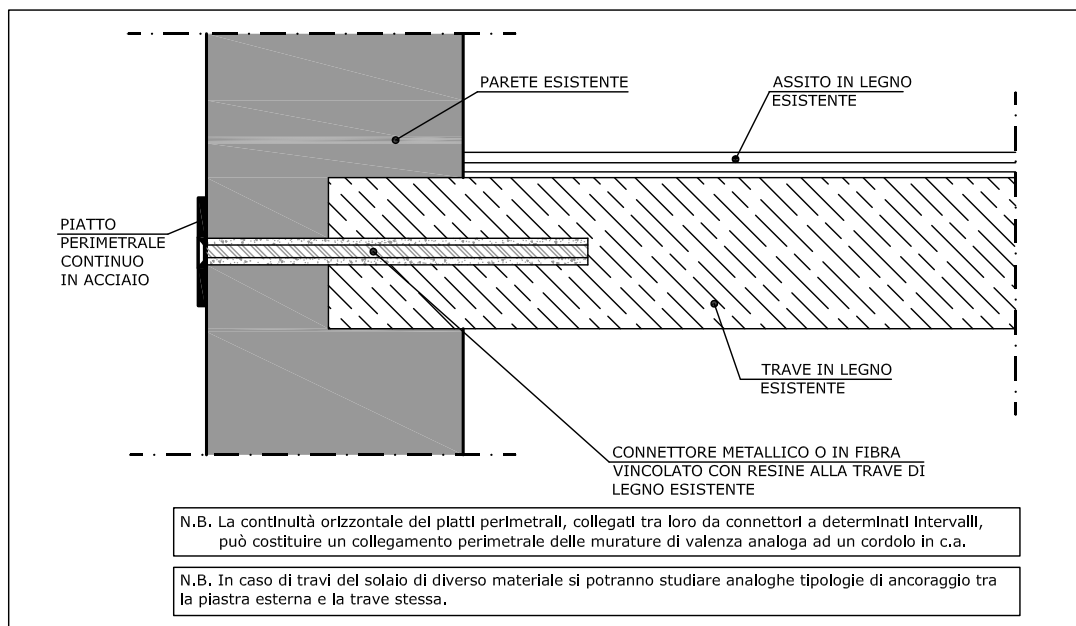 PARETE ESISTENTE
ASSITO IN LEGNO
ESISTENTE
PIATTO
PERIMETRALE
CONTINUO
IN ACCIAIO
TRAVE IN LEGNO
ESISTENTE
CONNETTORE METALLICO O IN FIBRA
VINCOLATO CON RESINE ALLA TRAVE DI
LEGNO ESISTENTE
N.B. La continuità orizzontale dei piatti perimetrali, collegati tra loro da connettori a determinati intervalli,
può costituire un collegamento perimetrale delle murature di valenza analoga ad un cordolo in c.a.
N.B. In caso di travi del solaio di diverso materiale si potranno studiare analoghe tipologie di ancoraggio tra
la piastra esterna e la trave stessa.